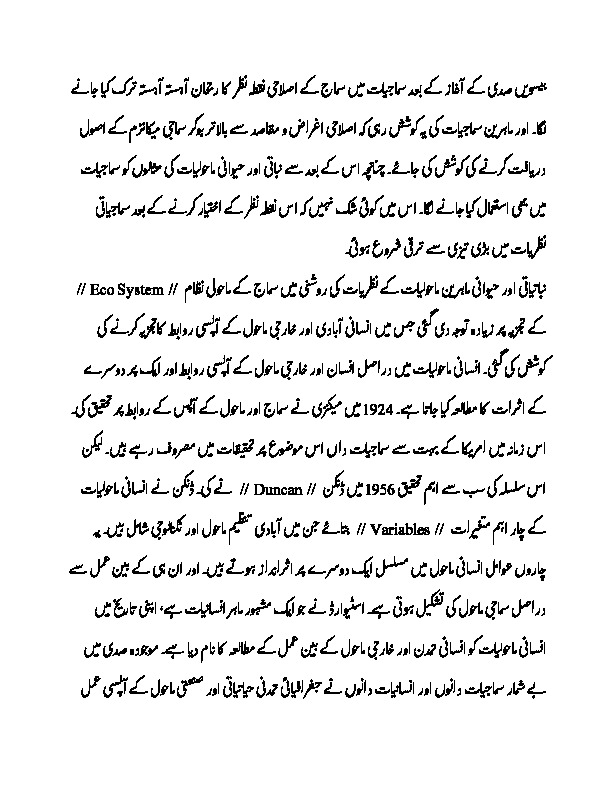 بیسویں صدی کے آغاز کے بعد سماجیات میں سماج کے اصلاحی نقطہ نظر کا رحجان آہستہ آہستہ ترک کیا جانے
لگا۔ اور ماہرین سماجیات کی یہ کوشش رہی کہ اصلاحی اغراض و مقاصد سے بالاتر ہوکر سماجی میکانزم کے اصول
دریافت کرنے کی کوشش کی جائے۔ چنانچہ اس کے بعد سے نباتی اور حیوانی ماحولیات کی مثالوں کو سماجیات
میں بھی استعمال کیا جانے لگا۔ اس میں کوئی شک نہیں کہ اس نقطہ نظر کے اختیار کرنے کے بعد سماجیاتی
نظریات میں بڑی تیزی سے ترقی شروع ہوئی۔
نباتیاتی اور حیوانی ماہرین ماحولیات کے نظریات کی روشنی میں سماج کے ماحولی نظام // Eco System //
کے تجزیہ پر زیادہ توجہ دی گئی جس میں انسانی آبادی اور خارجی ماحول کے آپسی روابط کاتجزیہ کرنے کی
کوشش کی گئی۔ انسانی ماحولیات میں دراصل انسان اور خارجی ماحول کے آپسی روابط اور ایک پر دوسرے
کے اثرات کا مطالعہ کیا جاتا ہے۔ 1924 میں میکنزی نے سماج اور ماحول کے آپس کے روابط پر تحقیق کی۔
اس زمانہ میں امریکا کے بہت سے سماجیات داں اس موضوع پر تحقیقات میں مصروف رہے ہیں۔ لیکن
اس سلسلہ کی سب سے اہم تحقیق 1956 میں ڈنکن // Duncan // نے کی۔ ڈنکن نے انسانی ماحولیات
کے چار اہم متغیرات // Variables // بتائے جن میں آبادی تنظیم ماحول اور تکنالوجی شامل ہیں۔ یہ
چاروں عوامل انسانی ماحول میں مسلسل ایک دوسرے پر اثرانداز ہوتے ہیں۔ اور ان ہی کے بین عمل سے
دراصل سماجی ماحول کی تشکیل ہوتی ہے۔ اسٹیوارڈ نے جو ایک مشہور ماہر انسانیات ہے، اپنی تاریخ میں
انسانی ماحولیات کو انسانی تمدن اور خارجی ماحول کے بین عمل کے مطالعہ کا نام دیا ہے۔ موجودہ صدی میں
بے شمار سماجیات دانوں اور انسانیات دانوں نے جغرافیائی تمدنی حیاتیاتی اور صنعتی ماحول کے آپسی عمل